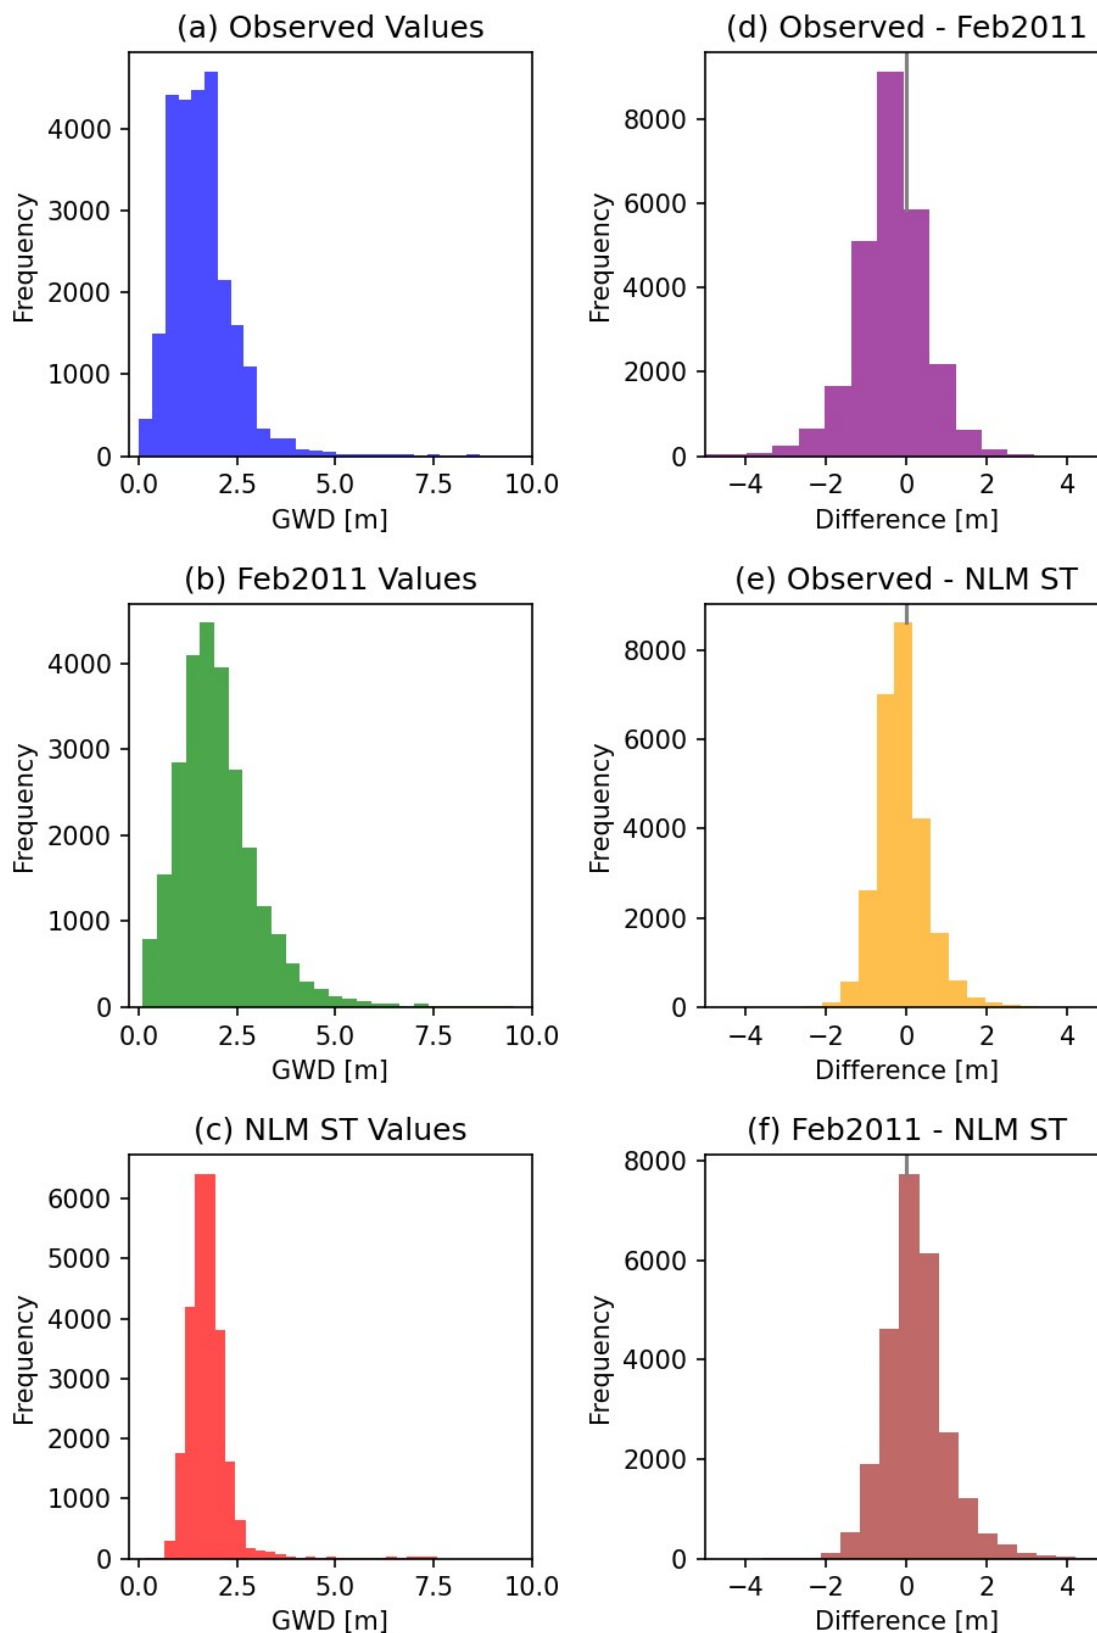 (a) Observed Values
4000
3000
2000
1000
0
Frequency
0.0 2.5 5.0 7.5 10.0
GWD [m]
(d) Observed - Feb2011
8000
6000
4000
2000
0
Frequency
−4 −2 0 2 4
Difference [m]
(b) Feb2011 Values
4000
3000
2000
1000
0
Frequency
0.0 2.5 5.0 7.5 10.0
GWD [m]
(e) Observed - NLM ST
8000
6000
4000
2000
0
Frequency
−4 −2 0 2 4
Difference [m]
(c) NLM ST Values
6000
5000
4000
3000
2000
1000
0
Frequency
0.0 2.5 5.0 7.5 10.0
GWD [m]
(f) Feb2011 - NLM ST
8000
6000
4000
2000
0
Frequency
−4 −2 0 2 4
Difference [m]